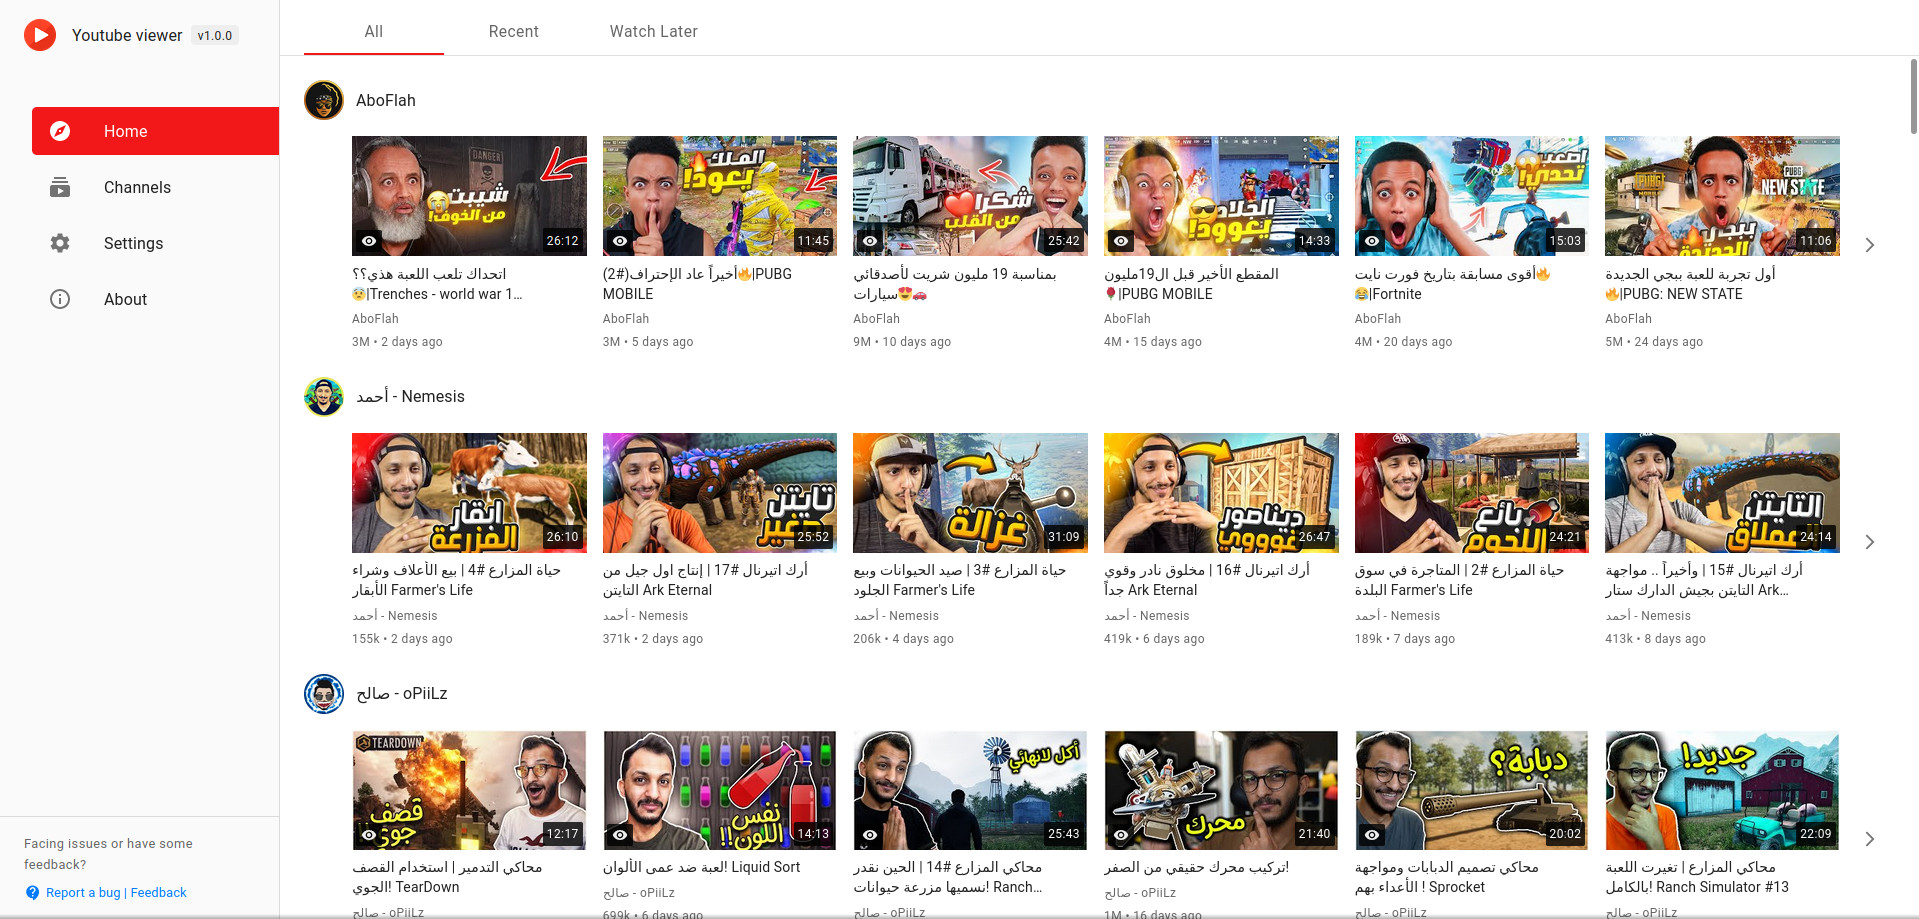 Youtube viewer v1.0.0
Home
Channels
Settings
About
Facing issues or have some
feedback?
Report a bug | Feedback
All Recent Watch Later
AboFlah
DANGER
شيبت
من الخوف!
26:12
الملك
يعود!
11:45
شكرا
من القلب
25:42
الجلاد
يعوود!
14:33
اصعب
تحدي!
15:03
PUBG
NEW STATE
11:06
اتحداك تلعب اللعبة هذي؟؟
😨|Trenches - world war 1...
AboFlah
3M • 2 days ago
أخيراً عاد الإحتراف(#2)🔥|PUBG
MOBILE
AboFlah
3M • 5 days ago
بمناسبة 19 مليون شريت لأصدقائي
سيارات😍🚗
AboFlah
9M • 10 days ago
المقطع الأخير قبل ال19مليون
🌹|PUBG MOBILE
AboFlah
4M • 15 days ago
أقوى مسابقة بتاريخ فورت نايت🔥
😂|Fortnite
AboFlah
4M • 20 days ago
أول تجربة للعبة ببجي الجديدة
🔥|PUBG: NEW STATE
AboFlah
5M • 24 days ago
أحمد - Nemesis
ابقار
المزرعة
26:10
تايتن
صغير
25:52
غزالة
31:09
ديناصور
قوووي
26:47
بائع
اللحوم
24:21
التايتن
العملاق
24:14
حياة المزارع #4 | بيع الأعلاف وشراء
الأبقار Farmer's Life
أحمد - Nemesis
155k • 2 days ago
أرك اتيرنال #17 | إنتاج اول جيل من
التايتن Ark Eternal
أحمد - Nemesis
371k • 2 days ago
حياة المزارع #3 | صيد الحيوانات وبيع
الجلود Farmer's Life
أحمد - Nemesis
206k • 4 days ago
أرك اتيرنال #16 | مخلوق نادر وقوي
جداً Ark Eternal
أحمد - Nemesis
419k • 6 days ago
حياة المزارع #2 | المتاجرة في سوق
البلدة Farmer's Life
أحمد - Nemesis
189k • 7 days ago
أرك اتيرنال #15 | وأخيراً .. مواجهة
التايتن بجيش الدارك ستار Ark...
أحمد - Nemesis
413k • 8 days ago
صالح - oPiiLz
TEARDOWN
قصف
جوي
12:17
نفس
اللون!!
14:13
أكل لانهائي
25:43
محرك
21:40
دبابة؟
20:02
جديد!
22:09
محاكي التدمير | استخدام القصف
الجوي! TearDown
صالح - oPiiLz
لعبة ضد عمى الألوان! Liquid Sort
صالح - oPiiLz
699k • 6 days ago
محاكي المزارع #14 | الحين نقدر
نسميها مزرعة حيوانات! Ranch...
صالح - oPiiLz
تركيب محرك حقيقي من الصفر!
صالح - oPiiLz
1M • 16 days ago
محاكي تصميم الدبابات ومواجهة
الأعداء بهم ! Sprocket
صالح - oPiiLz
محاكي المزارع | تغيرت اللعبة
بالكامل! Ranch Simulator #13
صالح - oPiiLz